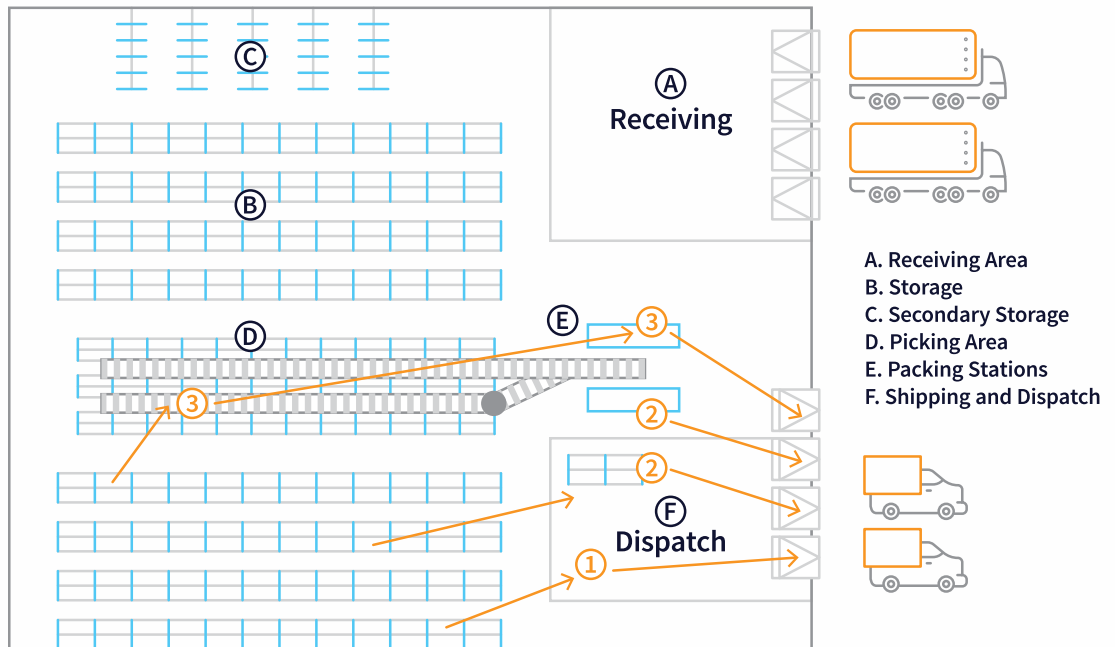 C
A
Receiving
B
A. Receiving Area
B. Storage
C. Secondary Storage
D. Picking Area
E. Packing Stations
F. Shipping and Dispatch
D
E
3
3
2
2
F
Dispatch
1